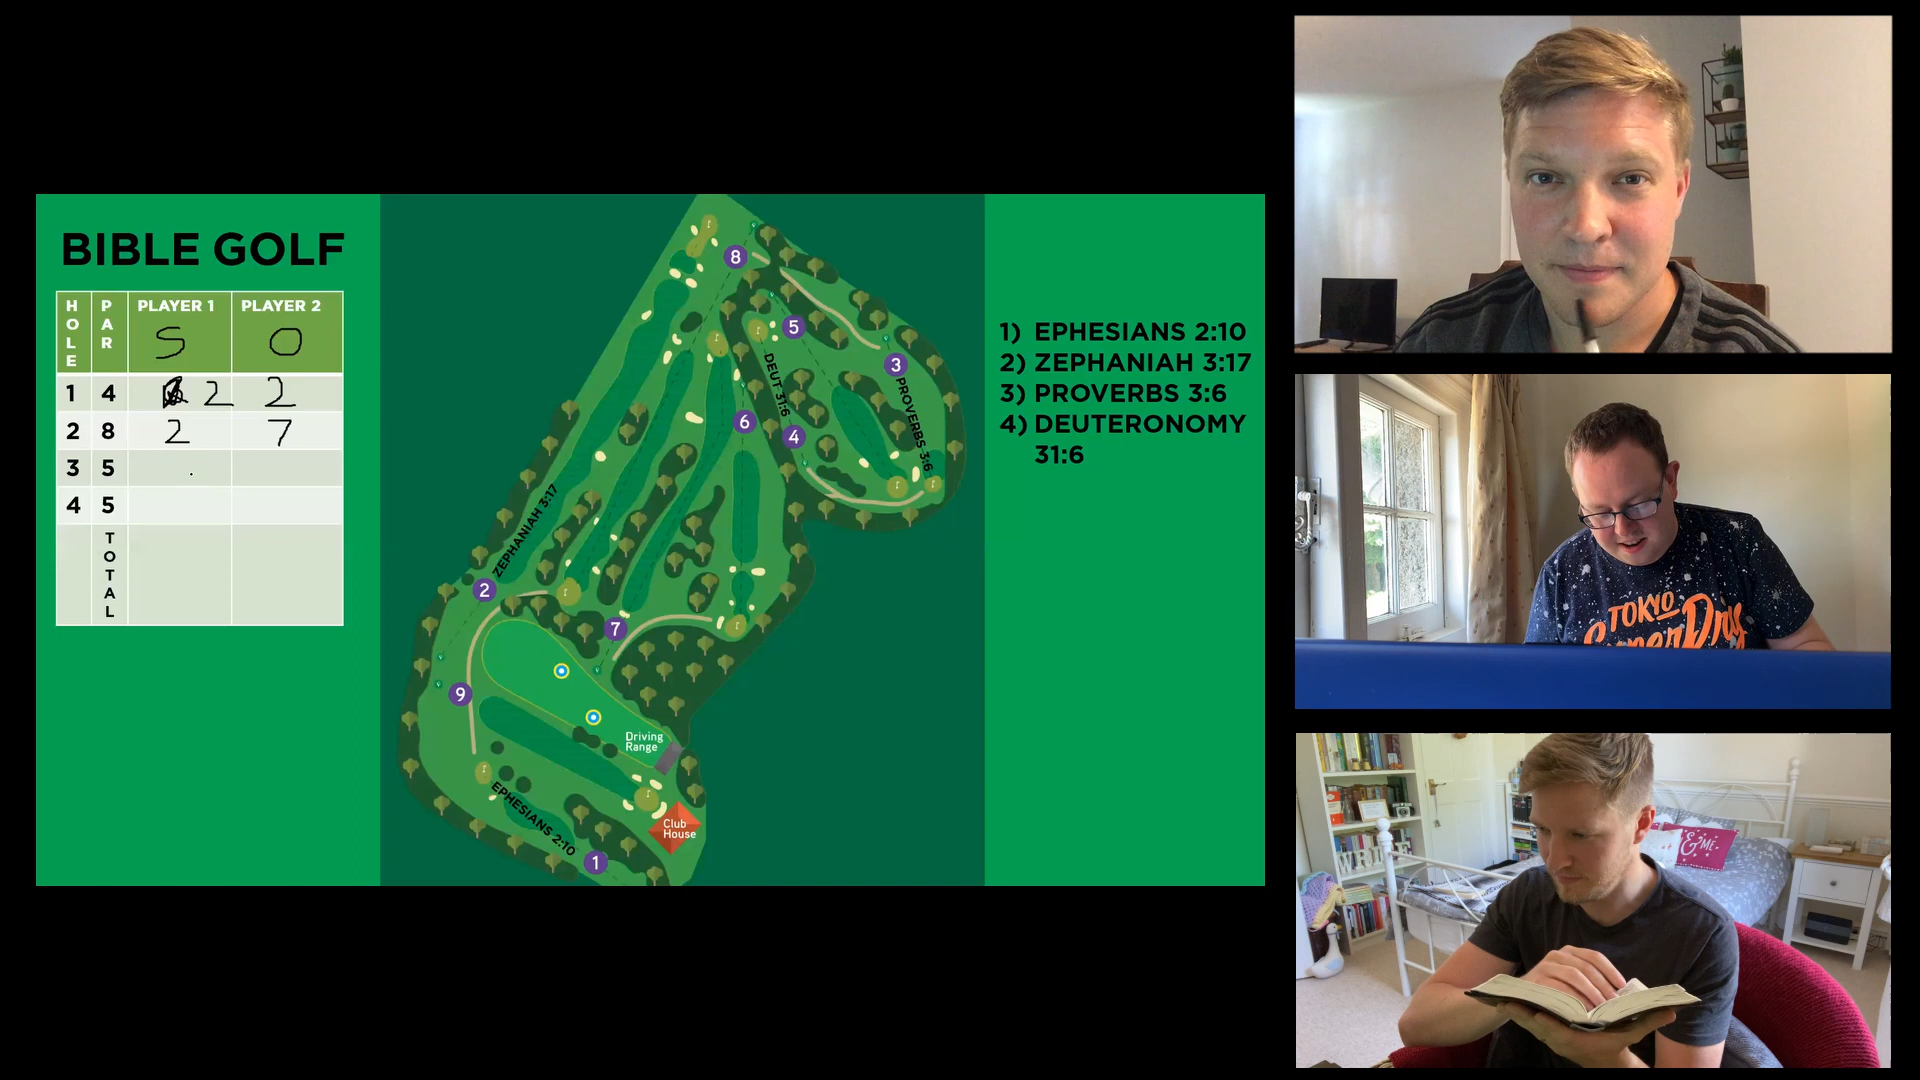 BIBLE GOLF
HOLE PAR PLAYER 1 PLAYER 2
S O
1 4 2 2
2 8 2 7
3 5
4 5
TOTAL
8
5
3
DEUT 31:6
PROVERBS 3:6
6
4
ZEPHANIAH 3:17
2
7
9
Driving
Range
EPHESIANS 2:10
Club
House
1
1) EPHESIANS 2:10
2) ZEPHANIAH 3:17
3) PROVERBS 3:6
4) DEUTERONOMY
31:6
TOKYO
SuperDry
&ME
WRITE